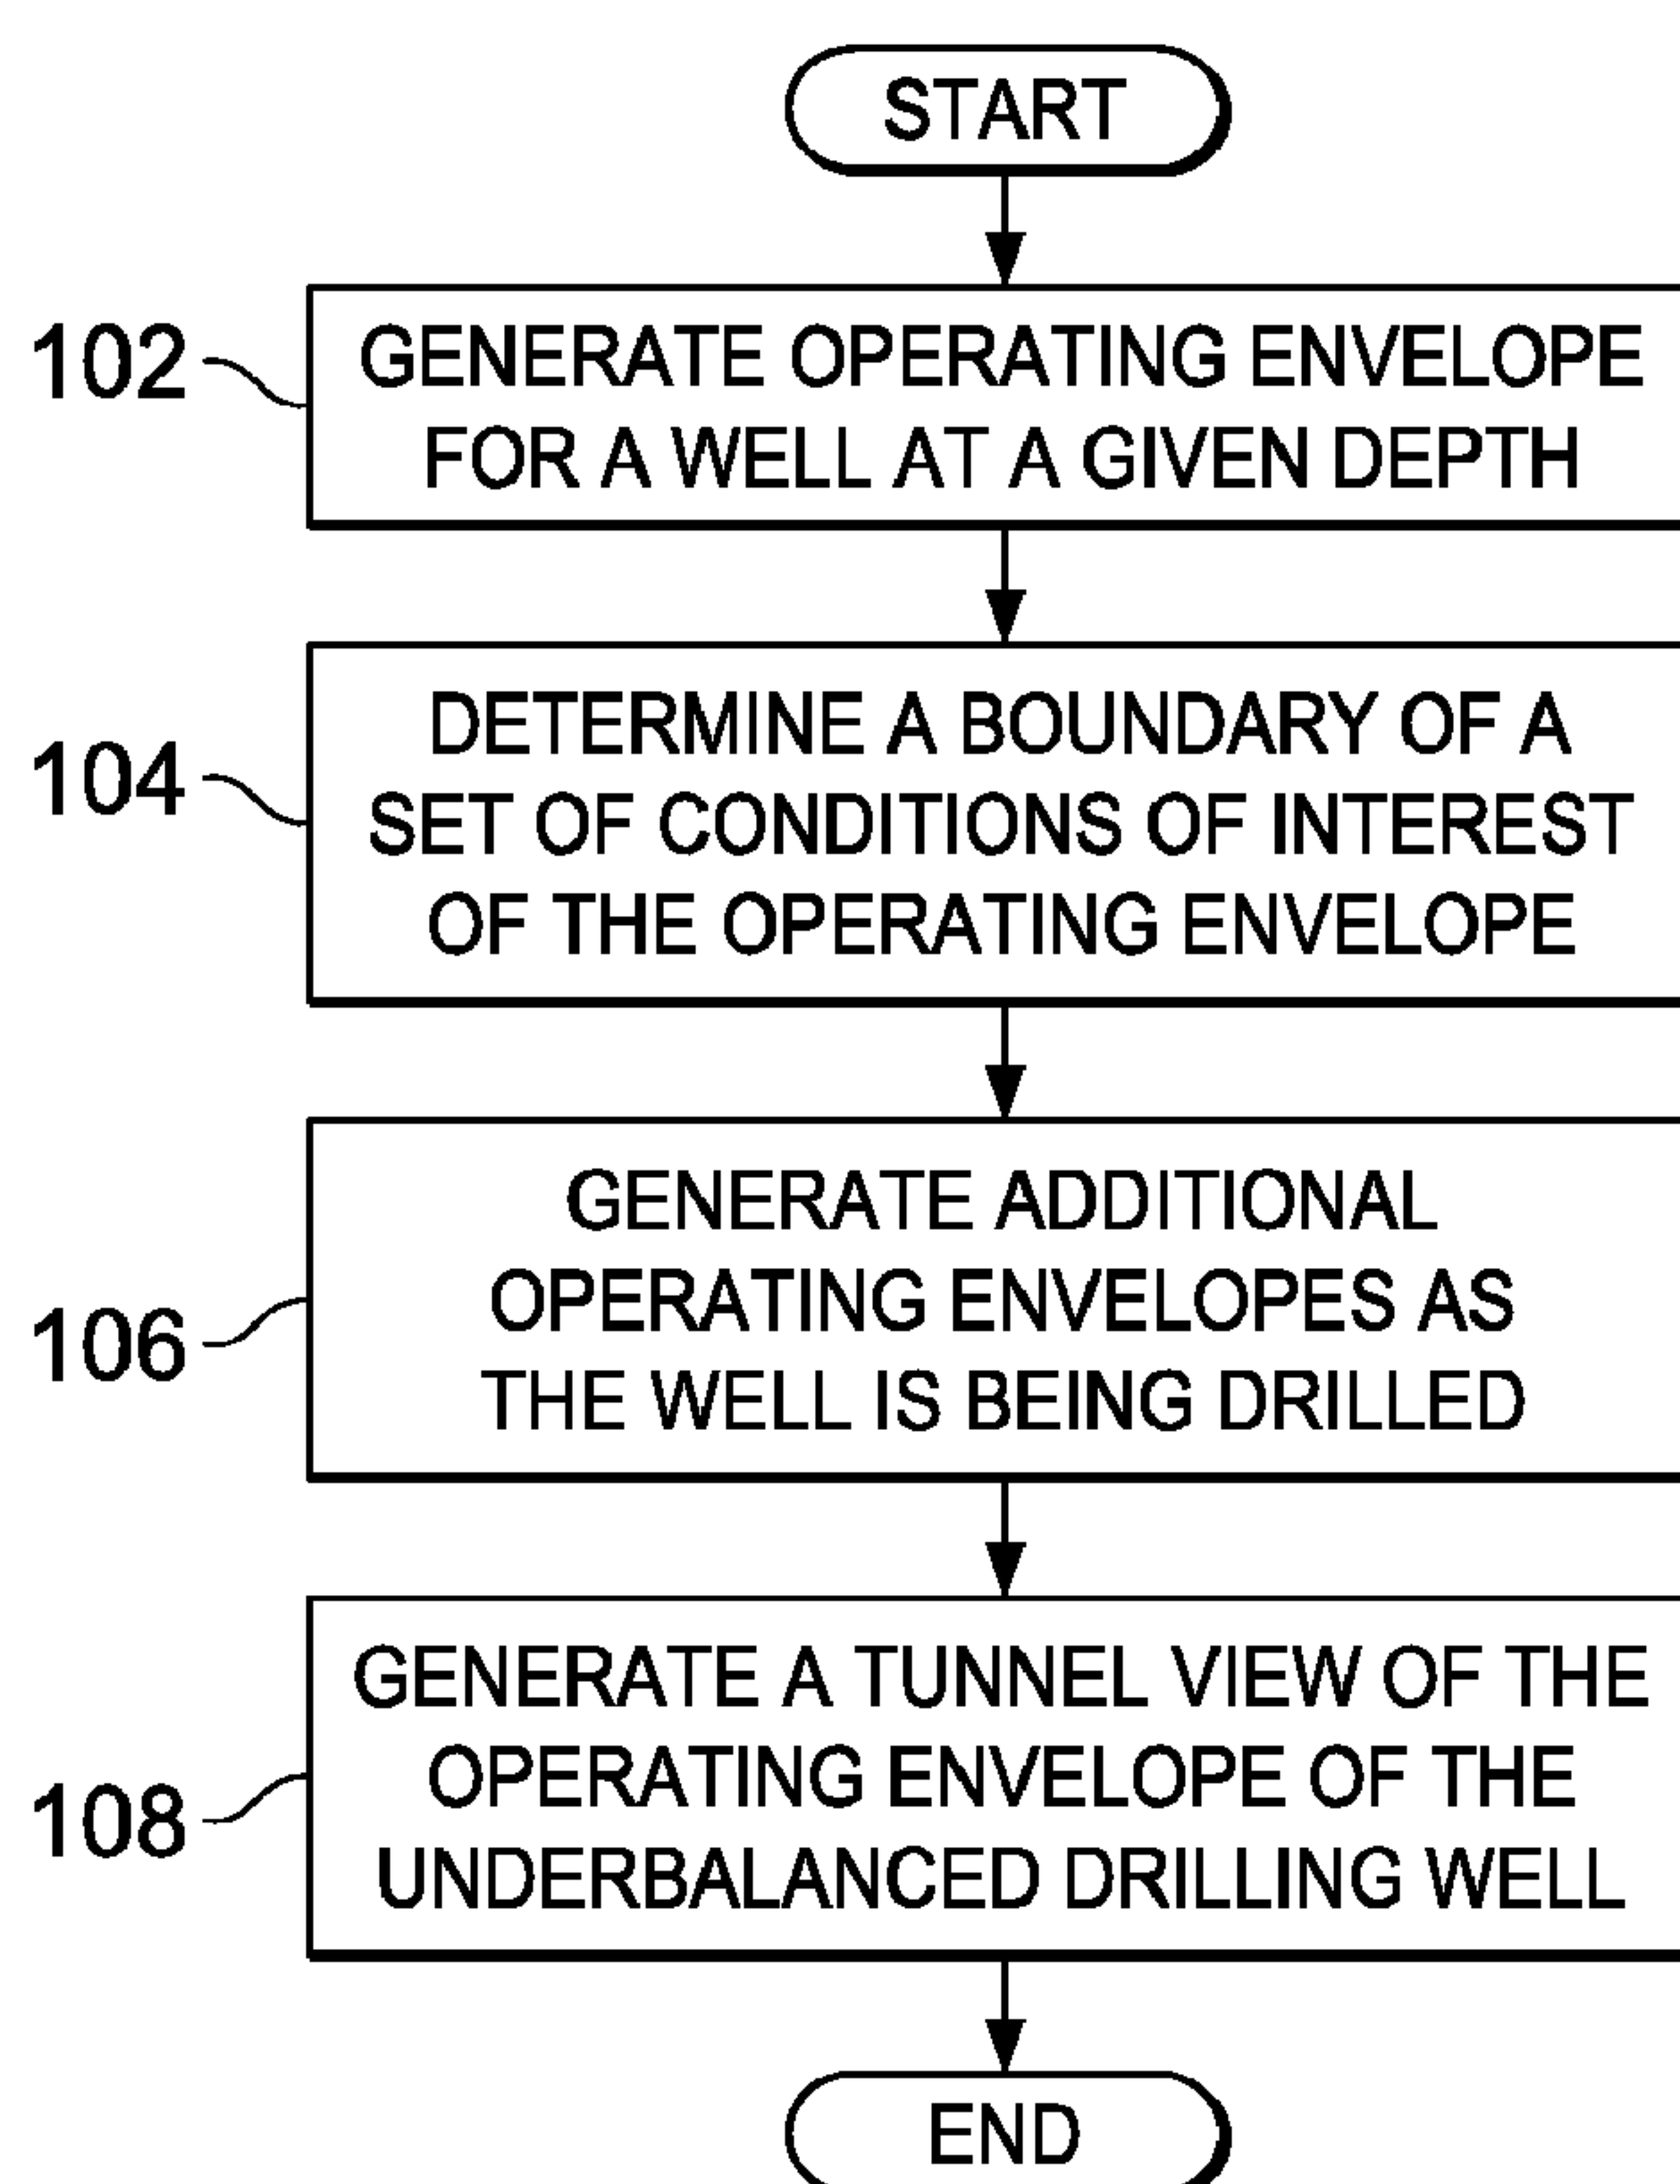 START
102
GENERATE OPERATING ENVELOPE
FOR A WELL AT A GIVEN DEPTH
104
DETERMINE A BOUNDARY OF A
SET OF CONDITIONS OF INTEREST
OF THE OPERATING ENVELOPE
106
GENERATE ADDITIONAL
OPERATING ENVELOPES AS
THE WELL IS BEING DRILLED
108
GENERATE A TUNNEL VIEW OF THE
OPERATING ENVELOPE OF THE
UNDERBALANCED DRILLING WELL
END